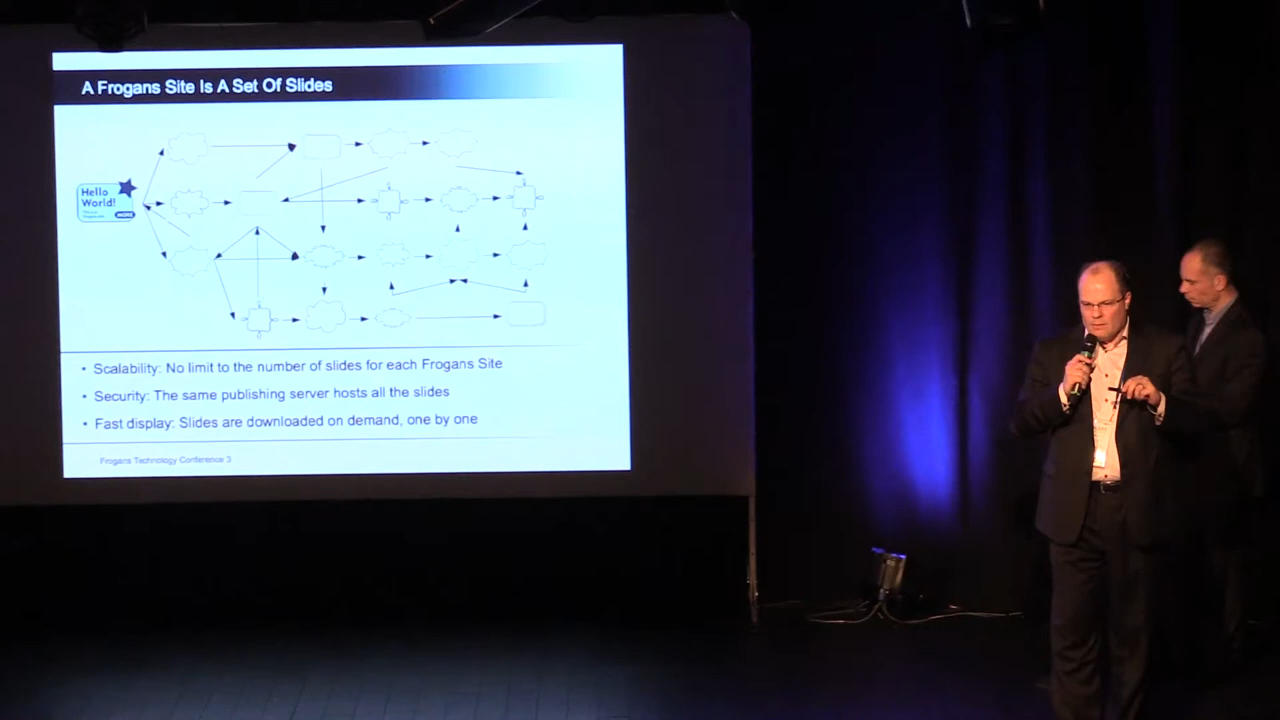 A Frogans Site Is A Set Of Slides
Hello
World!
MORE
• Scalability: No limit to the number of slides for each Frogans Site
• Security: The same publishing server hosts all the slides
• Fast display: Slides are downloaded on demand, one by one
Frogans Technology Conference 3